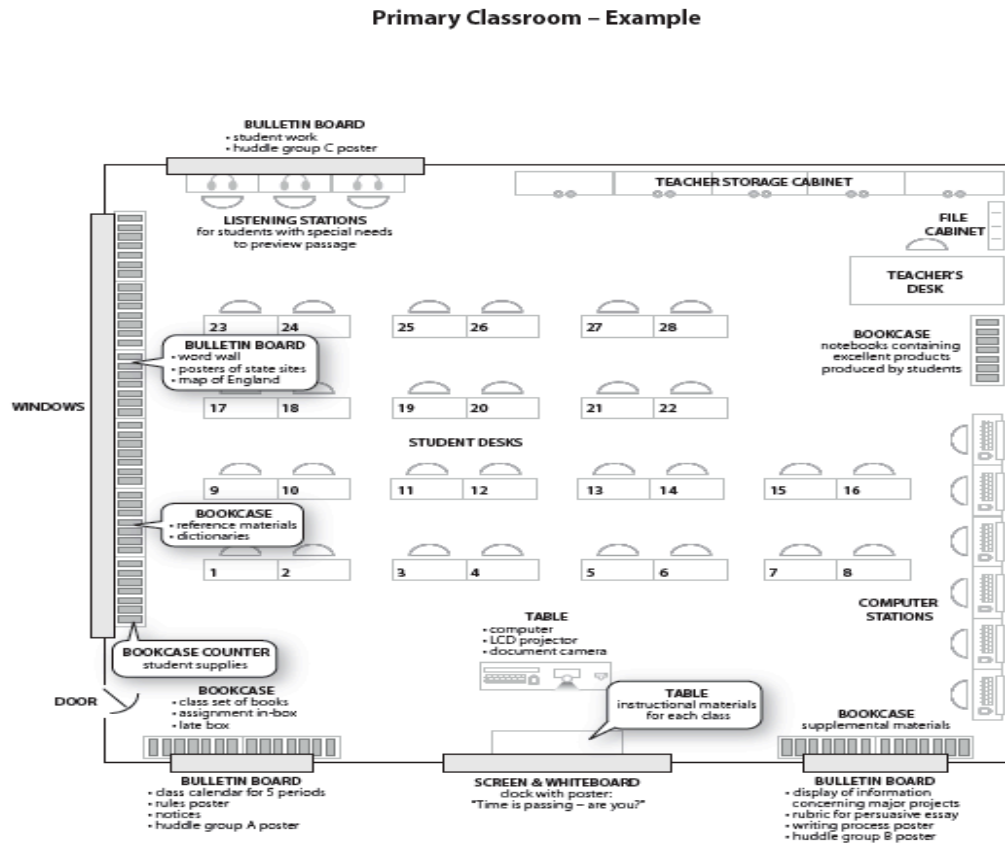 Primary Classroom – Example
BULLETIN BOARD
• student work
• huddle group C poster
LISTENING STATIONS
for students with special needs
to preview passage
TEACHER STORAGE CABINET
FILE
CABINET
TEACHER'S
DESK
23 24 25 26 27 28
BULLETIN BOARD
• word wall
• posters of state sites
• map of England
BOOKCASE
notebooks containing
excellent products
produced by students
WINDOWS
17 18 19 20 21 22
STUDENT DESKS
9 10 11 12 13 14 15 16
BOOKCASE
• reference materials
• dictionaries
1 2 3 4 5 6 7 8
COMPUTER
STATIONS
TABLE
• computer
• LCD projector
• document camera
BOOKCASE COUNTER
student supplies
DOOR
BOOKCASE
• class set of books
• assignment in-box
• late box
TABLE
instructional materials
for each class
BOOKCASE
supplemental materials
BULLETIN BOARD
• class calendar for 5 periods
• rules poster
• notices
• huddle group A poster
SCREEN & WHITEBOARD
clock with poster:
"Time is passing – are you?"
BULLETIN BOARD
• display of information
concerning major projects
• rubric for persuasive essay
• writing process poster
• huddle group B poster